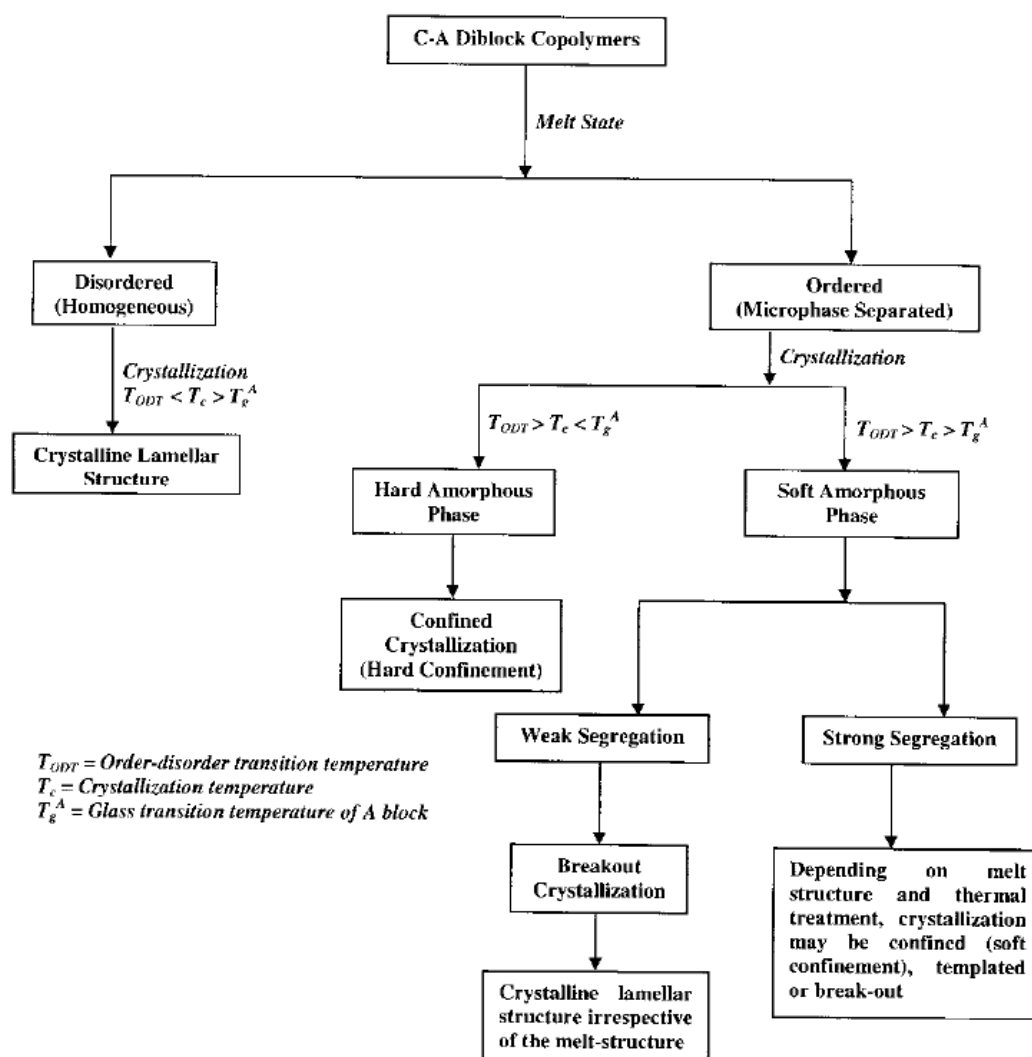 C-A Diblock Copolymers
Melt State
Disordered
(Homogeneous)
Ordered
(Microphase Separated)
Crystallization
T_ODT < T_c > T_g^A
Crystallization
T_ODT > T_c < T_g^A
T_ODT > T_c > T_g^A
Crystalline Lamellar
Structure
Hard Amorphous
Phase
Soft Amorphous
Phase
Confined
Crystallization
(Hard Confinement)
Weak Segregation
Strong Segregation
T_ODT = Order-disorder transition temperature
T_c = Crystallization temperature
T_g^A = Glass transition temperature of A block
Breakout
Crystallization
Depending on melt
structure and thermal
treatment, crystallization
may be confined (soft
confinement), templated
or break-out
Crystalline lamellar
structure irrespective
of the melt-structure